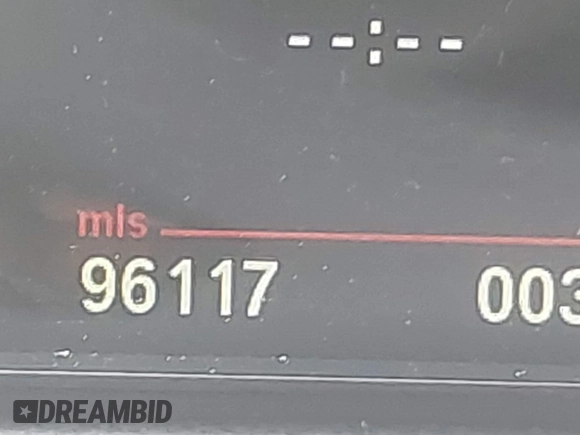 --:--
mls
96117 003
DREAMBID